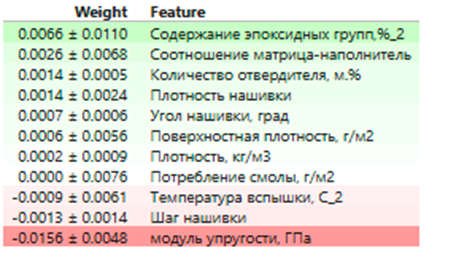 Weight Feature
0.0066 ± 0.0110 Содержание эпоксидных групп,%_2
0.0026 ± 0.0068 Соотношение матрица-наполнитель
0.0014 ± 0.0005 Количество отвердителя, м.%
0.0014 ± 0.0024 Плотность нашивки
0.0007 ± 0.0006 Угол нашивки, град
0.0006 ± 0.0056 Поверхностная плотность, г/м2
0.0002 ± 0.0009 Плотность, кг/м3
0.0000 ± 0.0076 Потребление смолы, г/м2
-0.0009 ± 0.0061 Температура вспышки, С_2
-0.0013 ± 0.0014 Шаг нашивки
-0.0156 ± 0.0048 модуль упругости, ГПа